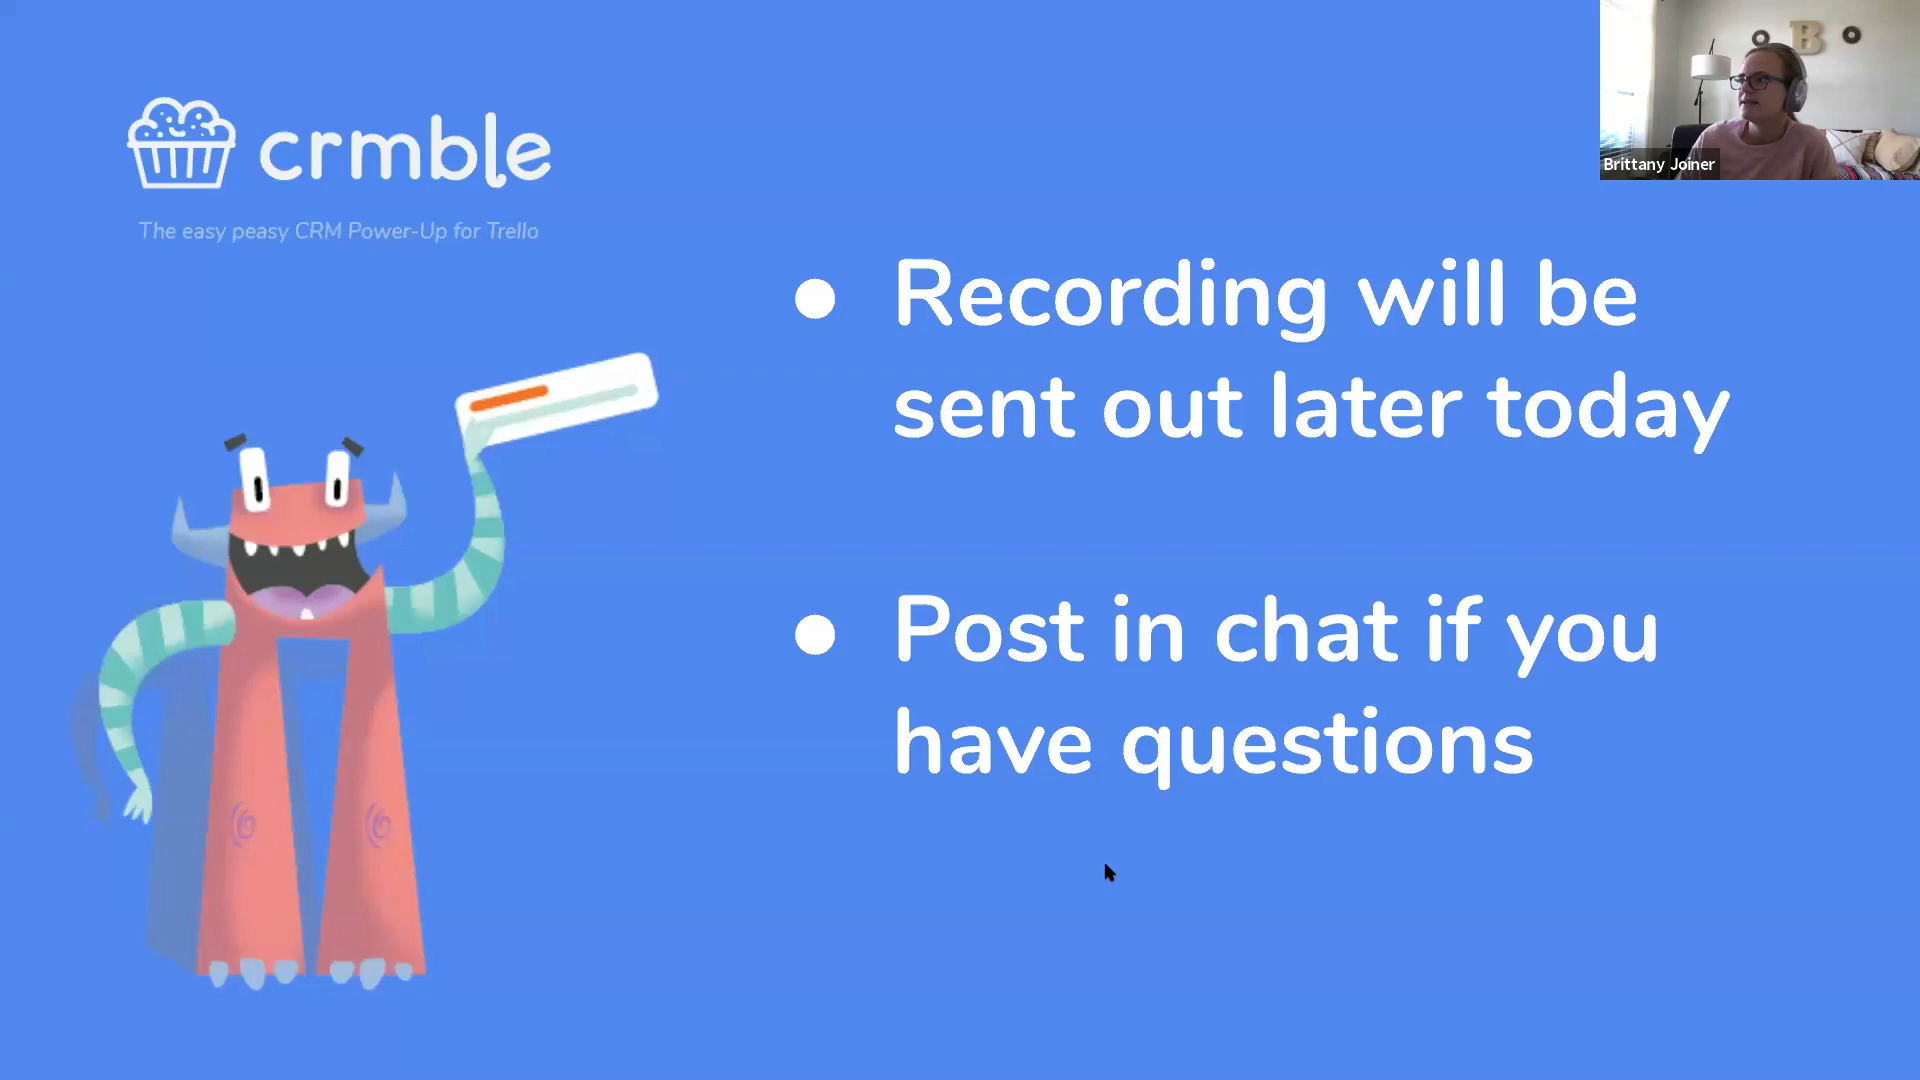 crmble
The easy peasy CRM Power-Up for Trello
B
Brittany Joiner
● Recording will be
sent out later today
● Post in chat if you
have questions